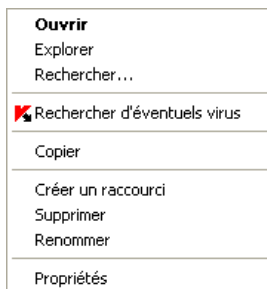 Ouvrir
Explorer
Rechercher...
Rechercher d'éventuels virus
Copier
Créer un raccourci
Supprimer
Renommer
Propriétés